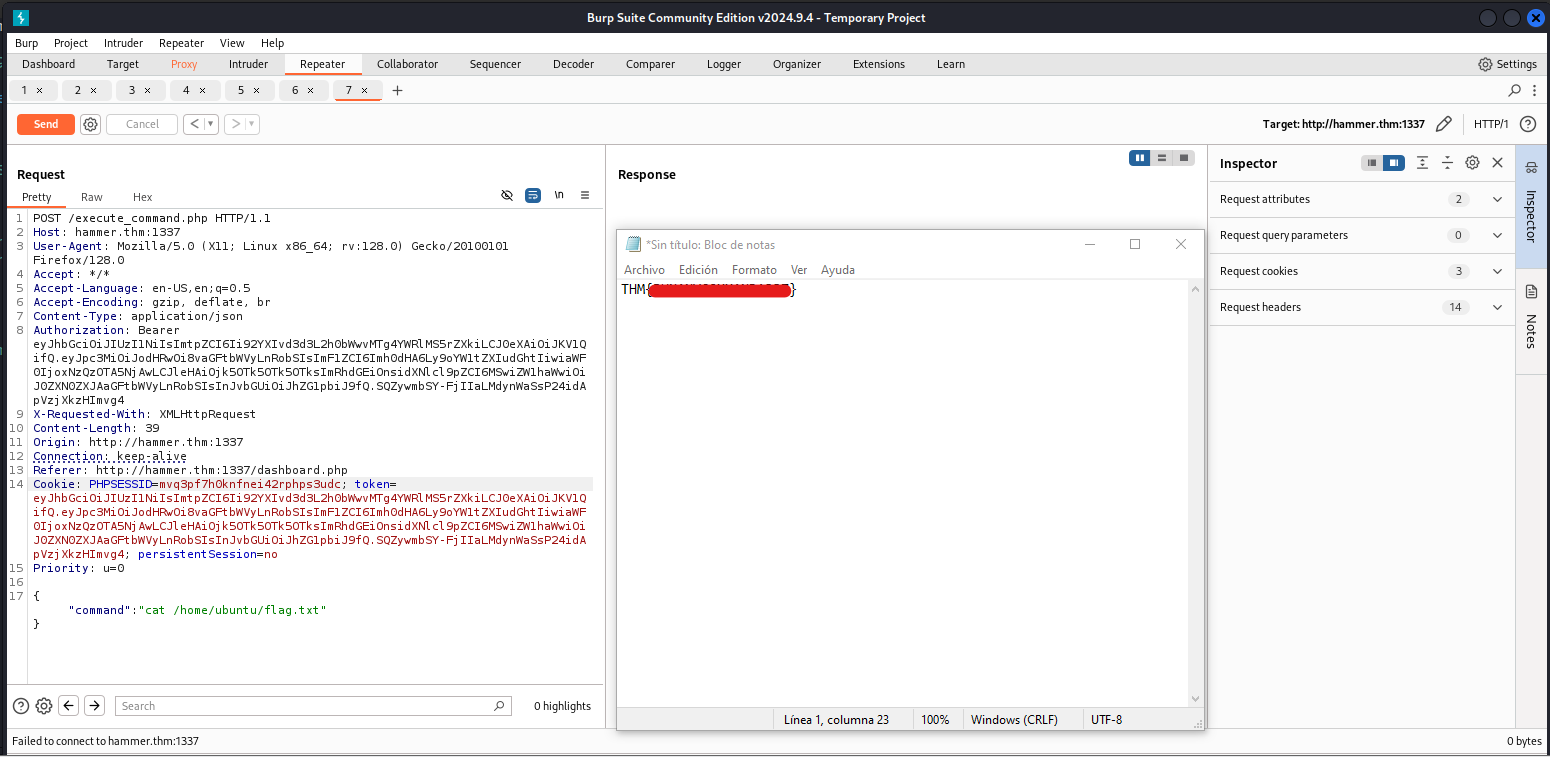 Burp Suite Community Edition v2024.9.4 - Temporary Project
Burp Project Intruder Repeater View Help
Dashboard Target Proxy Intruder Repeater Collaborator Sequencer Decoder Comparer Logger Organizer Extensions Learn Settings
1 × 2 × 3 × 4 × 5 × 6 × 7 × +
Send Cancel < > Target: http://hammer.thm:1337 HTTP/1 ?
Request
Pretty Raw Hex \n
1 POST /execute_command.php HTTP/1.1
2 Host: hammer.thm:1337
3 User-Agent: Mozilla/5.0 (X11; Linux x86_64; rv:128.0) Gecko/20100101
Firefox/128.0
4 Accept: */*
5 Accept-Language: en-US,en;q=0.5
6 Accept-Encoding: gzip, deflate, br
7 Content-Type: application/json
8 Authorization: Bearer
9 X-Requested-With: XMLHttpRequest
10 Content-Length: 39
11 Origin: http://hammer.thm:1337
12 Connection: keep-alive
13 Referer: http://hammer.thm:1337/dashboard.php
14 Cookie: PHPSESSID=mvq3pf7h0knfnei42rphps3udc; token=
persistentSession=no
15 Priority: u=0
16
17 {
"command":"cat /home/ubuntu/flag.txt"
}
? Search 0 highlights
Response
*Sin título: Bloc de notas
Archivo Edición Formato Ver Ayuda
THM{ }
Línea 1, columna 23 100% Windows (CRLF) UTF-8
Inspector
Request attributes 2
Request query parameters 0
Request cookies 3
Request headers 14
Inspector
Notes
Failed to connect to hammer.thm:1337 0 bytes